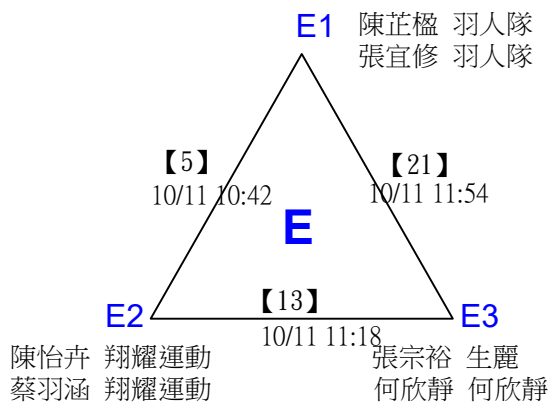 E1
陳芷楹 羽人隊
張宜修 羽人隊
【5】
10/11 10:42
【21】
10/11 11:54
E
【13】
10/11 11:18
E2
E3
陳怡卉 翔耀運動
蔡羽涵 翔耀運動
張宗裕 生麗
何欣靜 何欣靜